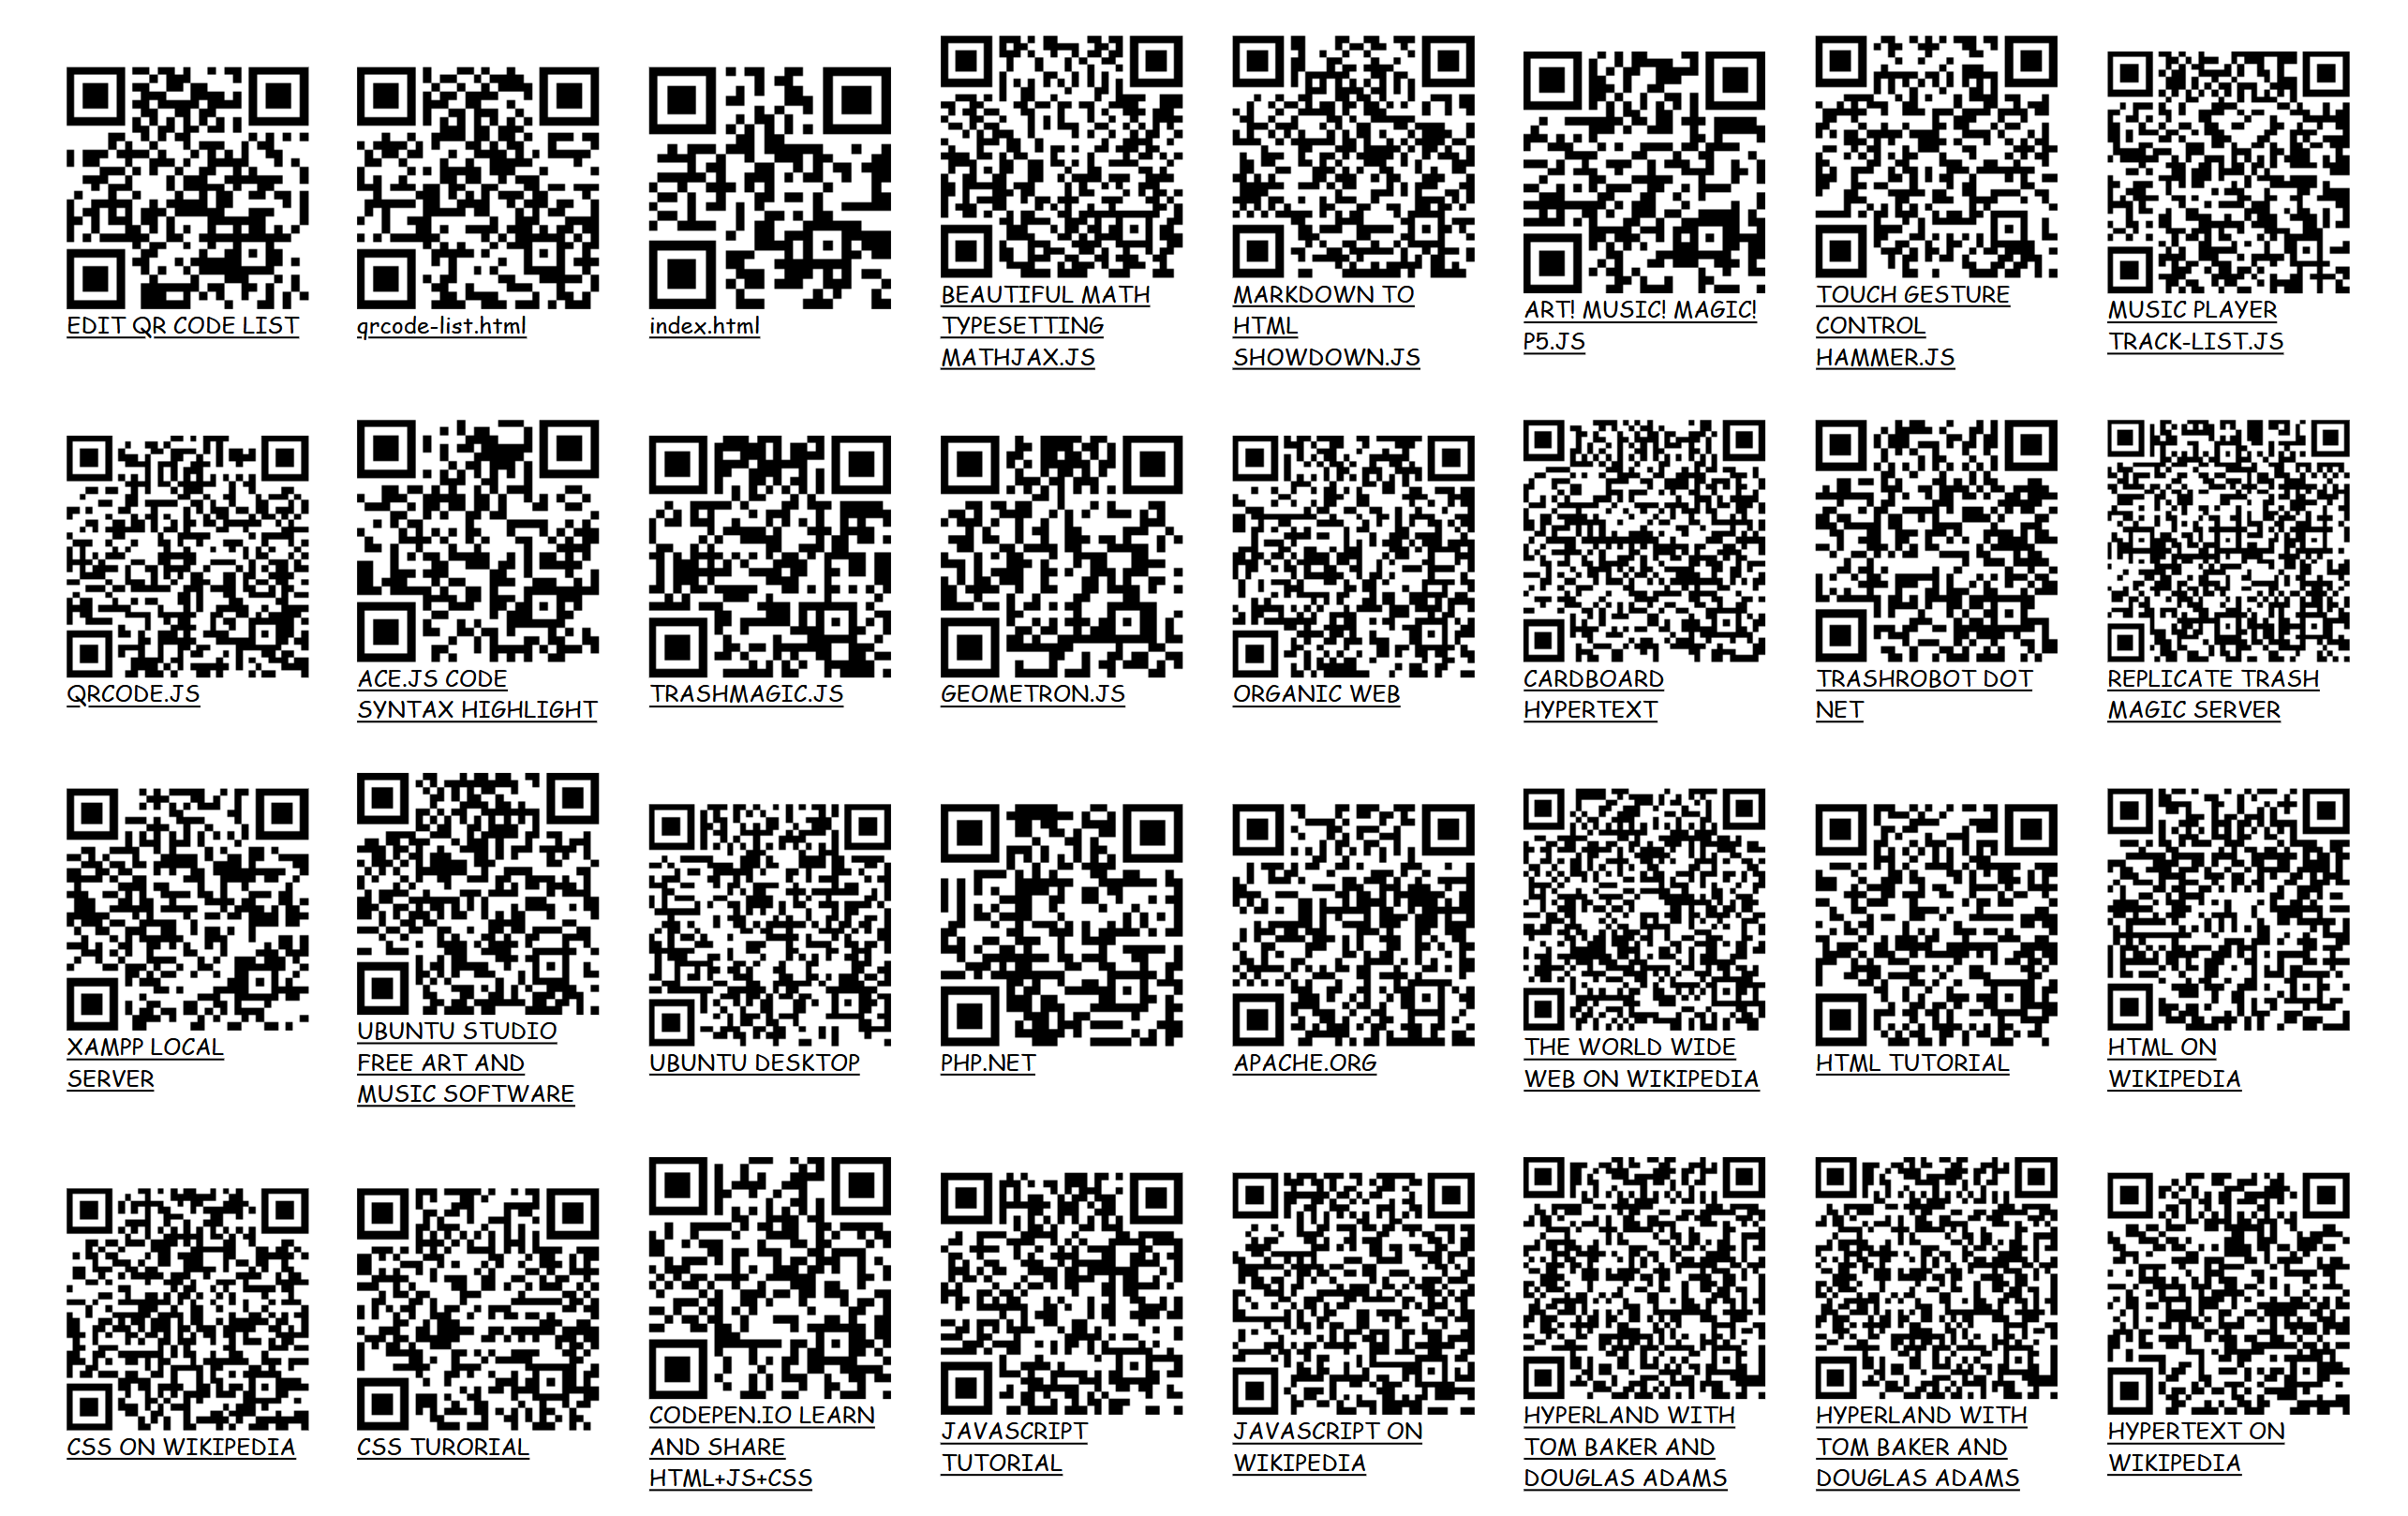 EDIT QR CODE LIST
qrcode-list.html
index.html
BEAUTIFUL MATH
TYPESETTING
MATHJAX.JS
MARKDOWN TO
HTML
SHOWDOWN.JS
ART! MUSIC! MAGIC!
P5.JS
TOUCH GESTURE
CONTROL
HAMMER.JS
MUSIC PLAYER
TRACK-LIST.JS
QRCODE.JS
ACE.JS CODE
SYNTAX HIGHLIGHT
TRASHMAGIC.JS
GEOMETRON.JS
ORGANIC WEB
CARDBOARD
HYPERTEXT
TRASHROBOT DOT
NET
REPLICATE TRASH
MAGIC SERVER
XAMPP LOCAL
SERVER
UBUNTU STUDIO
FREE ART AND
MUSIC SOFTWARE
UBUNTU DESKTOP
PHP.NET
APACHE.ORG
THE WORLD WIDE
WEB ON WIKIPEDIA
HTML TUTORIAL
HTML ON
WIKIPEDIA
CSS ON WIKIPEDIA
CSS TURORIAL
CODEPEN.IO LEARN
AND SHARE
HTML+JS+CSS
JAVASCRIPT
TUTORIAL
JAVASCRIPT ON
WIKIPEDIA
HYPERLAND WITH
TOM BAKER AND
DOUGLAS ADAMS
HYPERLAND WITH
TOM BAKER AND
DOUGLAS ADAMS
HYPERTEXT ON
WIKIPEDIA